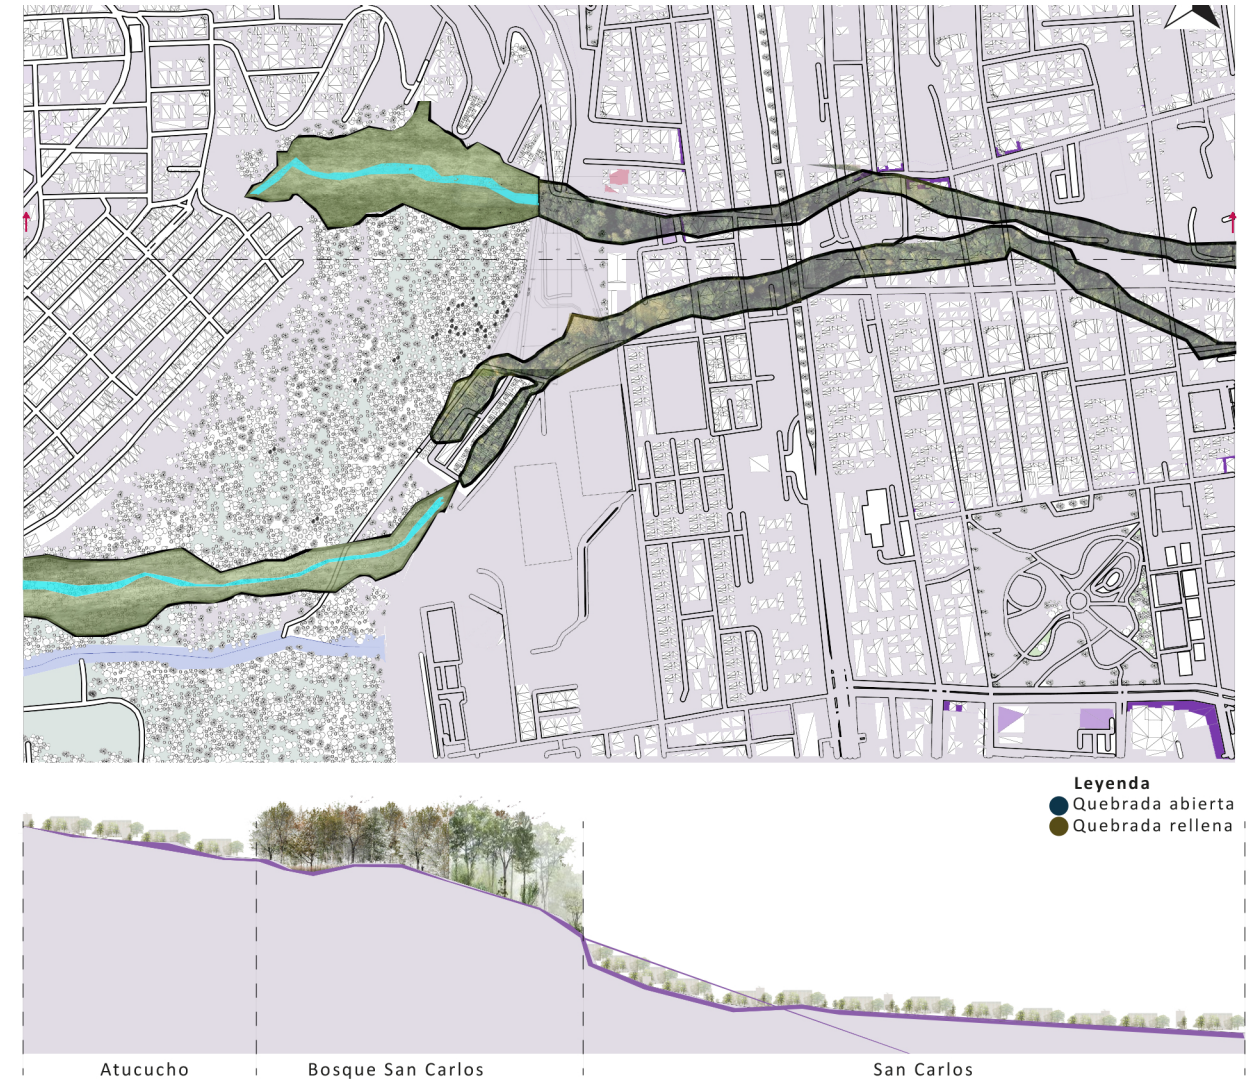 Leyenda
Quebrada abierta
Quebrada rellena
Atucucho
Bosque San Carlos
San Carlos